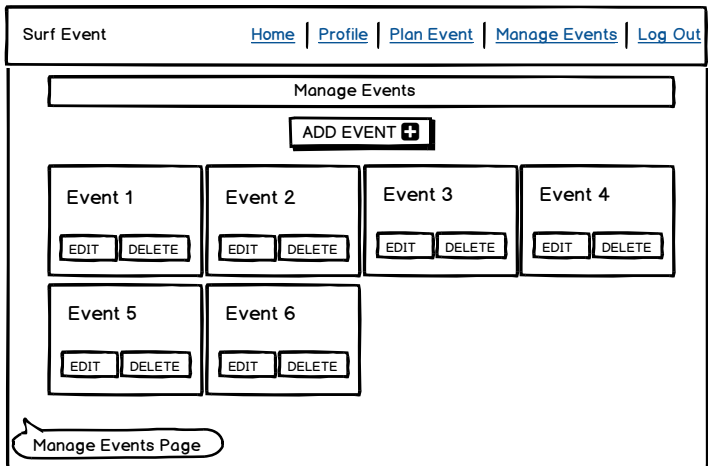 Surf Event Home Profile Plan Event Manage Events Log Out
Manage Events
ADD EVENT
Event 1 Event 2 Event 3 Event 4
EDIT DELETE EDIT DELETE EDIT DELETE EDIT DELETE
Event 5 Event 6
EDIT DELETE EDIT DELETE
Manage Events Page